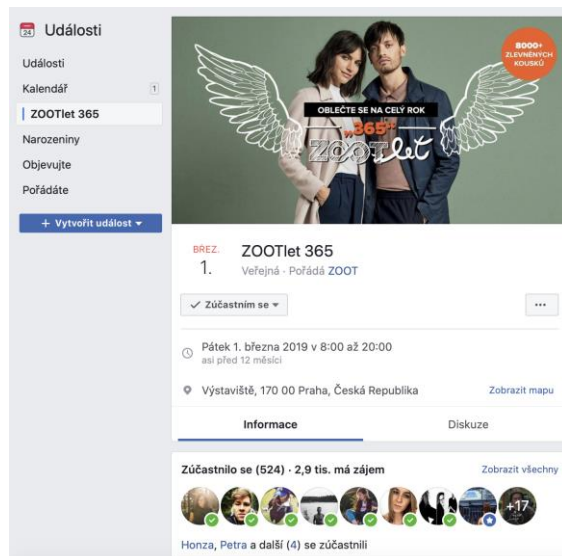 24
Události
Události
Kalendář 1
ZOOTlet 365
Narozeniny
Objevujte
Pořádáte
+ Vytvořit událost
8000+
ZLEVNĚNÝCH
KOUSKŮ
OBLEČTE SE NA CELÝ ROK
„365“
ZOOTlet
BŘEZ.
1.
ZOOTlet 365
Veřejná · Pořádá ZOOT
Zúčastním se
Pátek 1. března 2019 v 8:00 až 20:00
asi před 12 měsíci
Výstaviště, 170 00 Praha, Česká Republika
Zobrazit mapu
Informace
Diskuze
Zúčastnilo se (524) · 2,9 tis. má zájem
Zobrazit všechny
+17
Honza, Petra a další (4) se zúčastnili